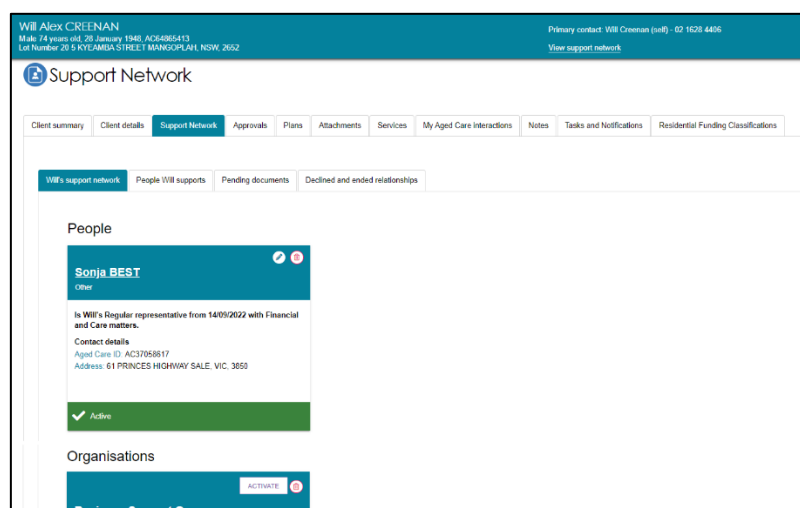 Will Alex CREENAN
Male 74 years old, 28 January 1948, AC64865413
Lot Number 20 5 KYEAMBA STREET MANGOPLAH, NSW, 2652
Primary contact: Will Creenan (self) - 02 1628 4406
View support network
Support Network
Client summary Client details Support Network Approvals Plans Attachments Services My Aged Care interactions Notes Tasks and Notifications Residential Funding Classifications
Will's support network People Will supports Pending documents Declined and ended relationships
People
Sonja BEST
Other
Is Will's Regular representative from 14/09/2022 with Financial
and Care matters.
Contact details
Aged Care ID: AC37058617
Address: 61 PRINCES HIGHWAY SALE, VIC, 3850
Active
Organisations
ACTIVATE